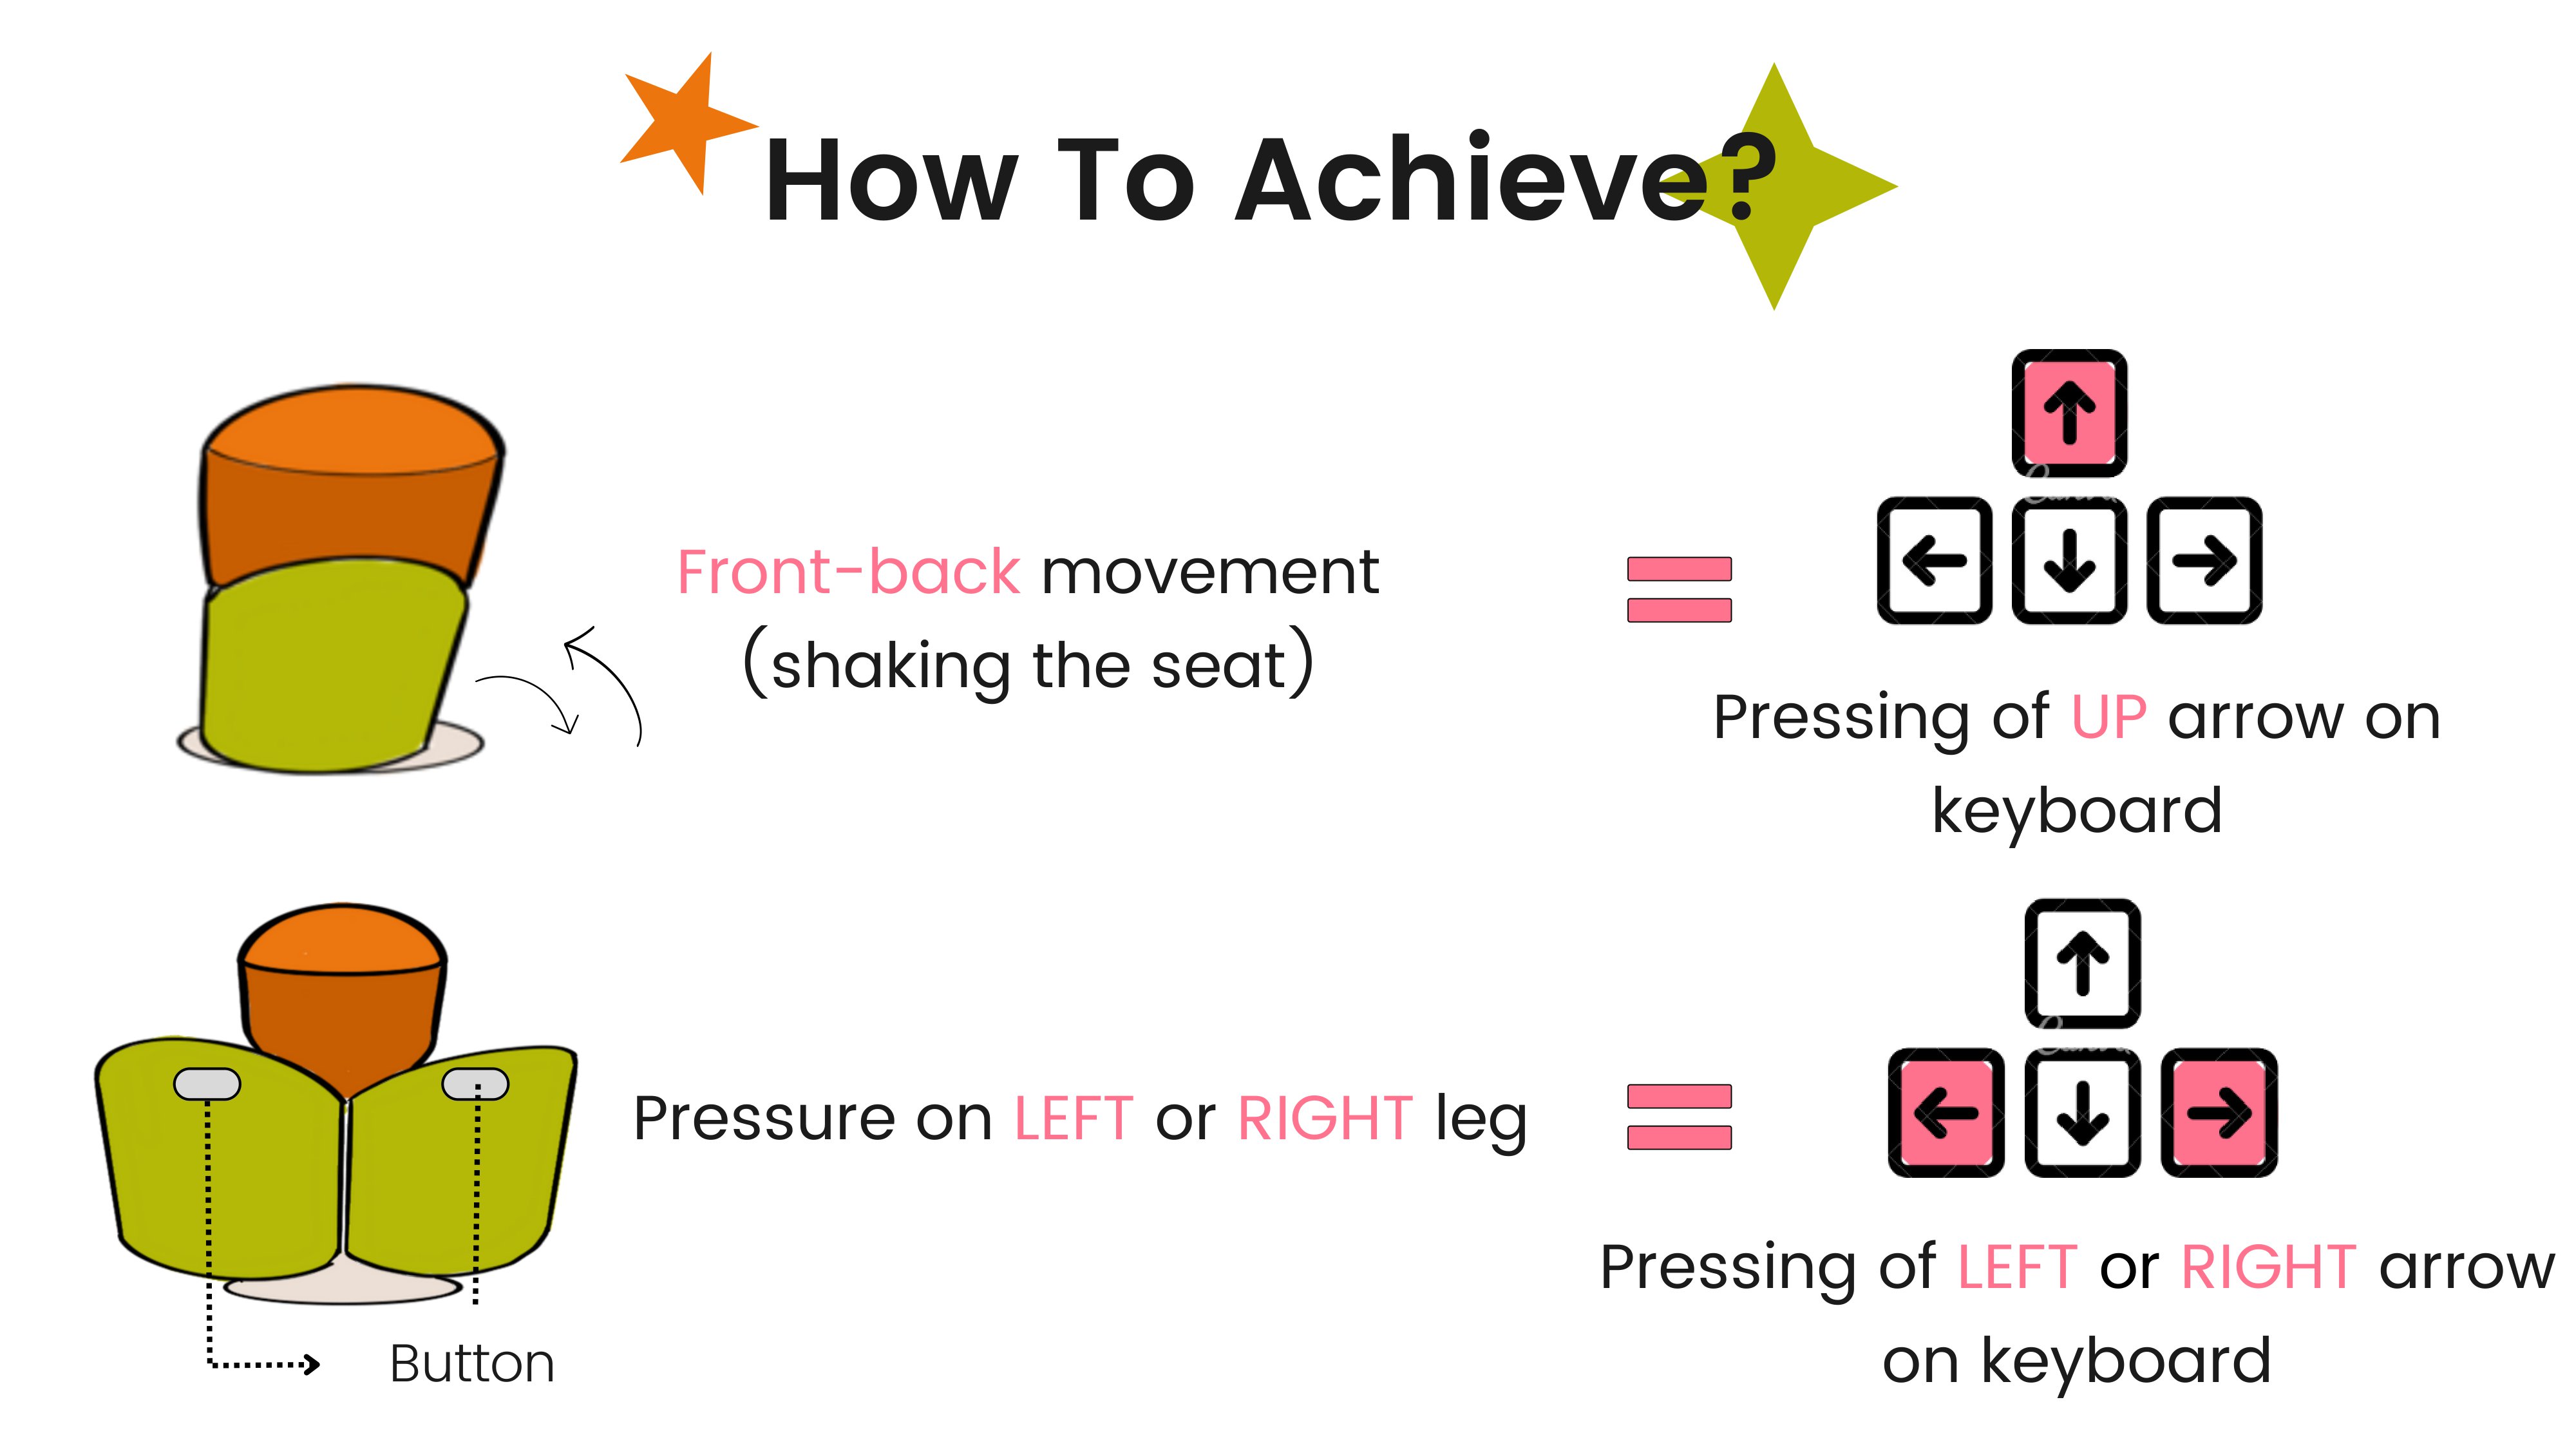 How To Achieve?
Front-back movement
(shaking the seat)
Pressing of UP arrow on
keyboard
Pressure on LEFT or RIGHT leg
Pressing of LEFT or RIGHT arrow
on keyboard
Button